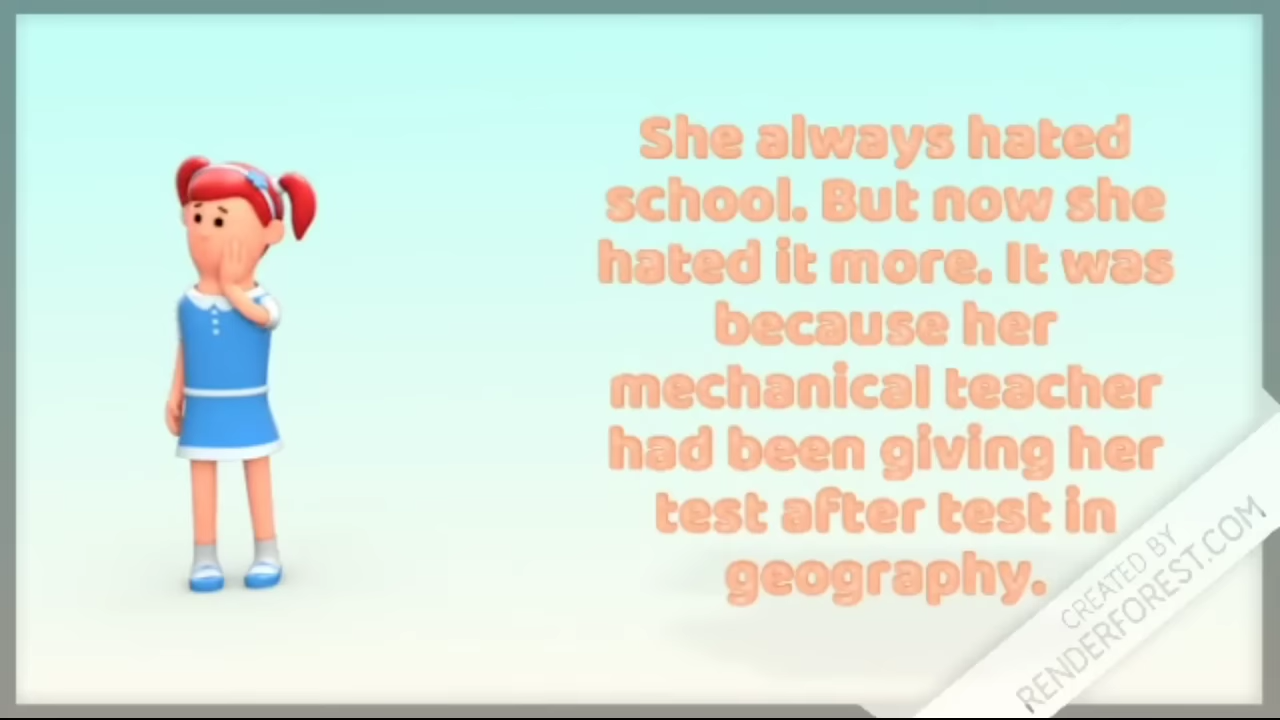 She always hated
school. But now she
hated it more. It was
because her
mechanical teacher
had been giving her
test after test in
geography.
CREATED BY
RENDERFOREST.COM